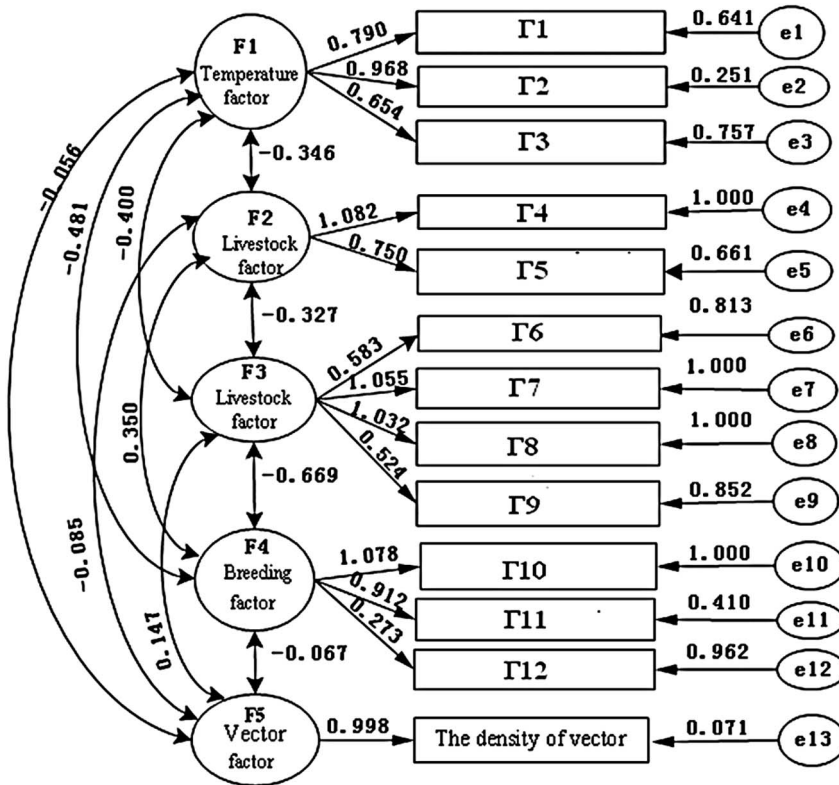 F1
Temperature
factor
0.790
0.968
0.654
Γ1
Γ2
Γ3
0.641
0.251
0.757
e1
e2
e3
-0.346
-0.056
-0.481
-0.400
F2
Livestock
factor
1.082
0.750
Γ4
Γ5
1.000
0.661
e4
e5
-0.327
F3
Livestock
factor
0.583
1.055
1.032
0.524
Γ6
Γ7
Γ8
Γ9
0.813
1.000
1.000
0.852
e6
e7
e8
e9
0.350
-0.669
-0.085
F4
Breeding
factor
1.078
0.912
0.273
Γ10
Γ11
Γ12
1.000
0.410
0.962
e10
e11
e12
0.147
-0.067
F5
Vector
factor
0.998
The density of vector
0.071
e13